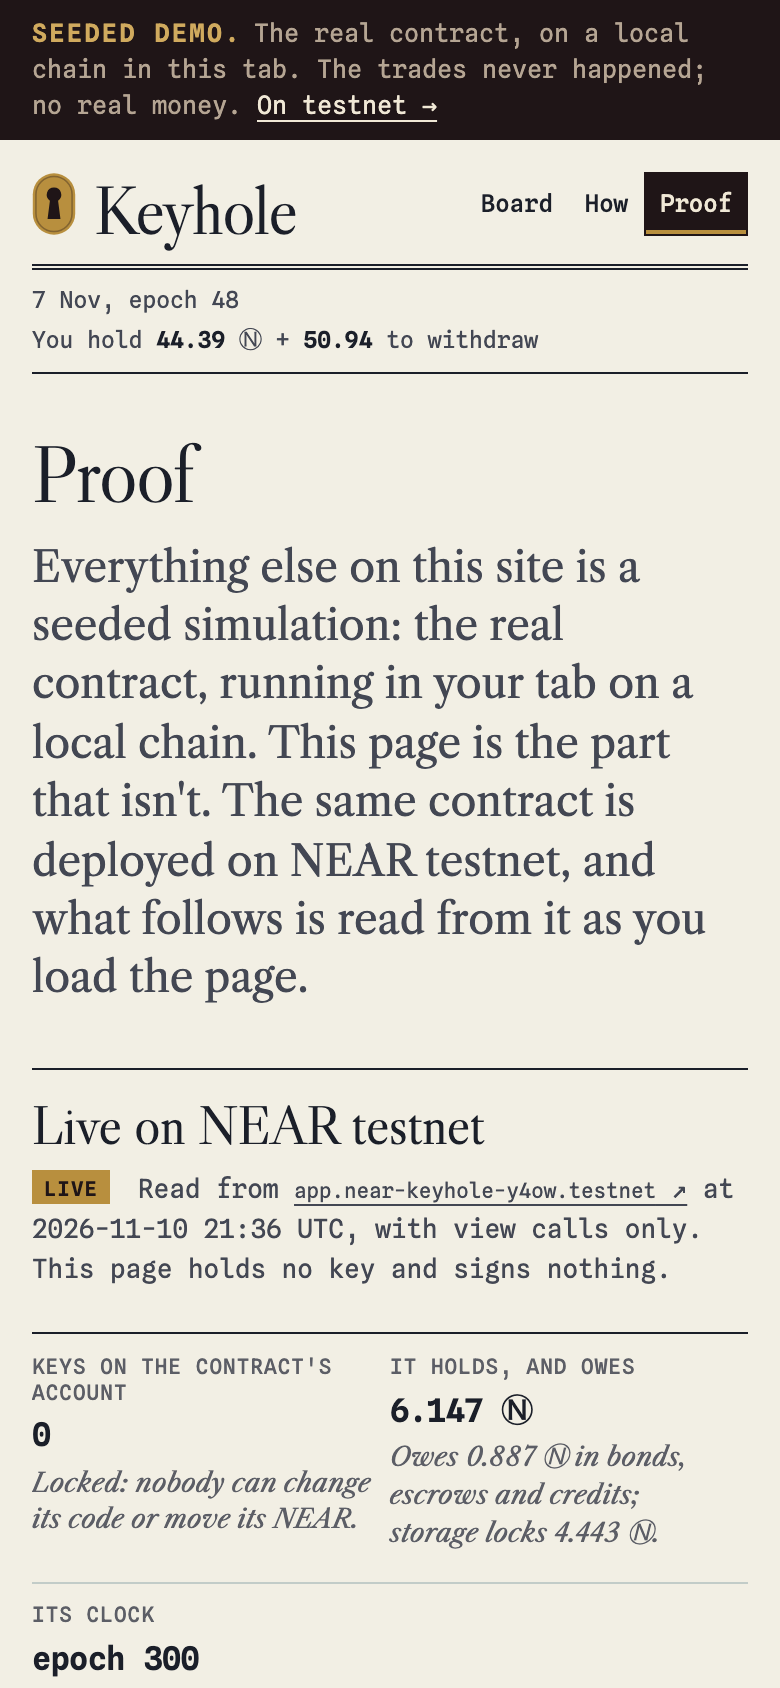 SEEDED DEMO. The real contract, on a local
chain in this tab. The trades never happened;
no real money. On testnet →
Keyhole
Board How Proof
7 Nov, epoch 48
You hold 44.39 Ⓝ + 50.94 to withdraw
Proof
Everything else on this site is a
seeded simulation: the real
contract, running in your tab on a
local chain. This page is the part
that isn't. The same contract is
deployed on NEAR testnet, and
what follows is read from it as you
load the page.
Live on NEAR testnet
LIVE Read from app.near-keyhole-y4ow.testnet ↗ at
2026-11-10 21:36 UTC, with view calls only.
This page holds no key and signs nothing.
KEYS ON THE CONTRACT'S
ACCOUNT
0
Locked: nobody can change
its code or move its NEAR.
IT HOLDS, AND OWES
6.147 Ⓝ
Owes 0.887 Ⓝ in bonds,
escrows and credits;
storage locks 4.443 Ⓝ.
ITS CLOCK
epoch 300